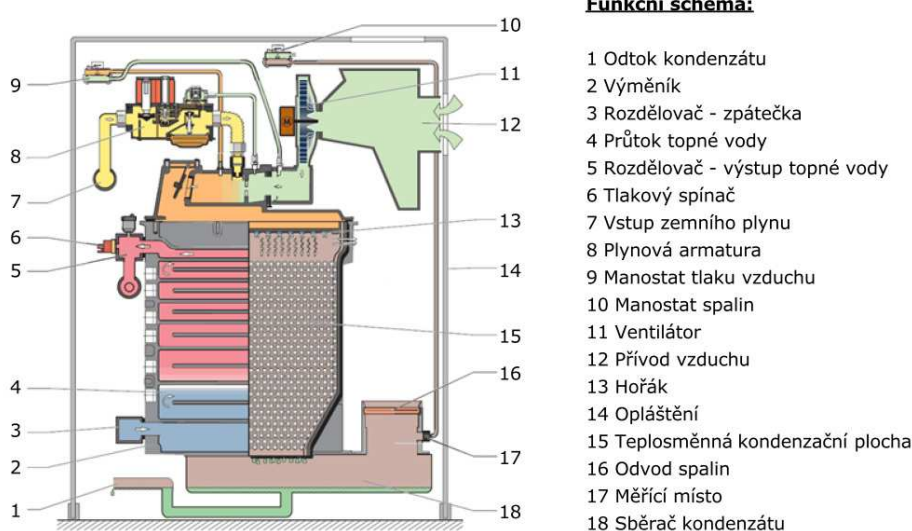 Funkční schéma:
1 Odtok kondenzátu
2 Výměník
3 Rozdělovač - zpátečka
4 Průtok topné vody
5 Rozdělovač - výstup topné vody
6 Tlakový spínač
7 Vstup zemního plynu
8 Plynová armatura
9 Manostat tlaku vzduchu
10 Manostat spalin
11 Ventilátor
12 Přívod vzduchu
13 Hořák
14 Opláštění
15 Teplosměnná kondenzační plocha
16 Odvod spalin
17 Měřící místo
18 Sběrač kondenzátu
9
8
7
6
5
4
3
2
1
10
11
12
13
14
15
16
17
18
M